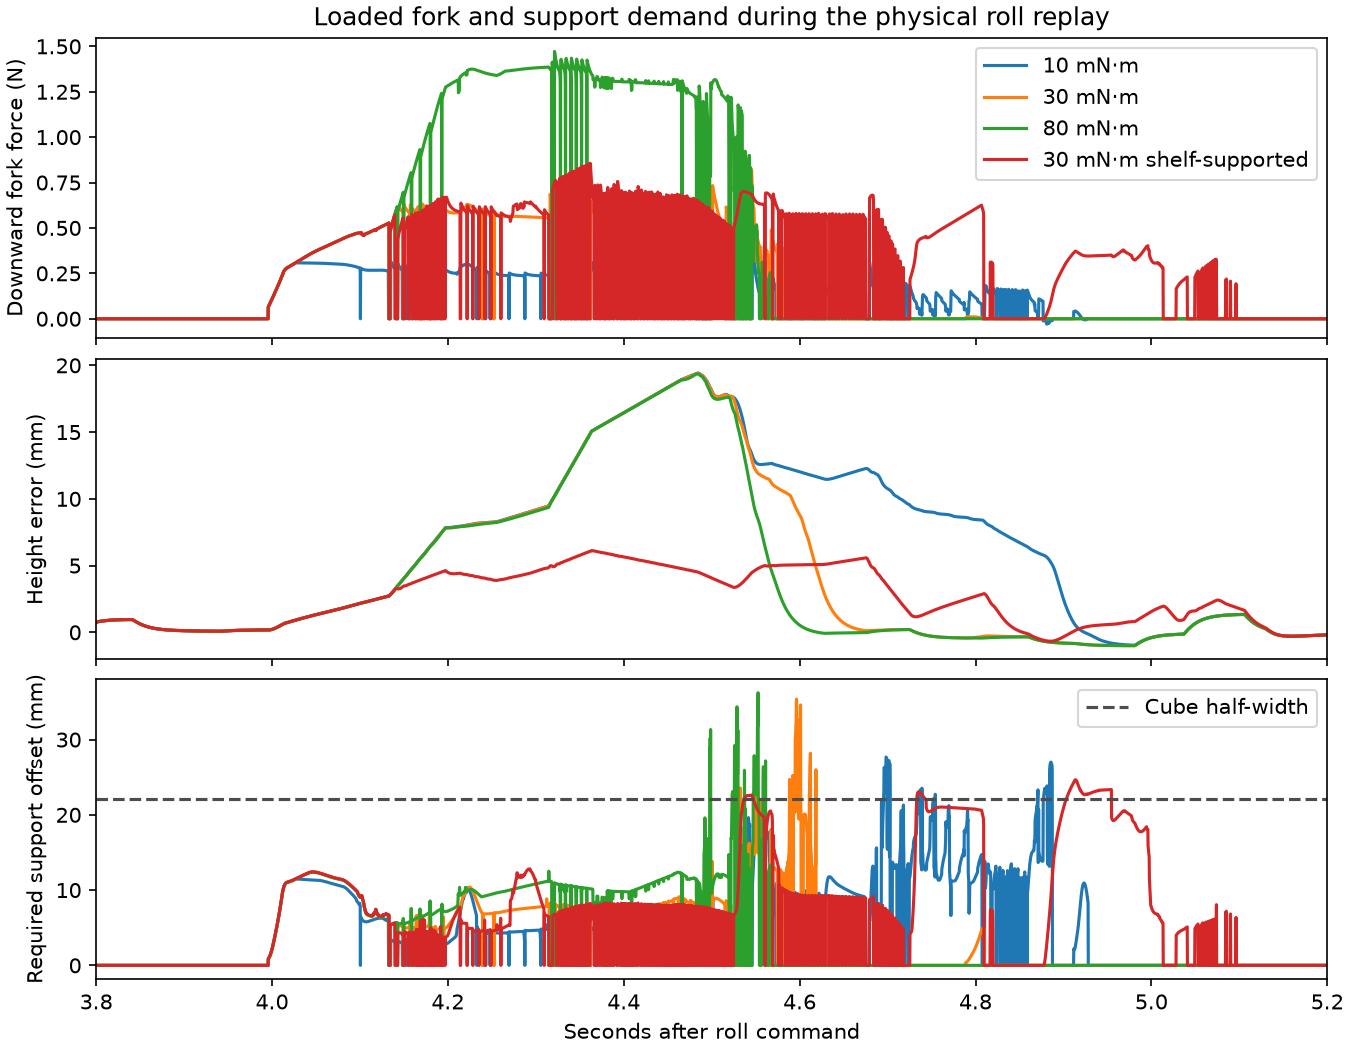 Loaded fork and support demand during the physical roll replay
Downward fork force (N)
1.50
1.25
1.00
0.75
0.50
0.25
0.00
10 mN·m
30 mN·m
80 mN·m
30 mN·m shelf-supported
Height error (mm)
20
15
10
5
0
Required support offset (mm)
30
20
10
0
Cube half-width
3.8 4.0 4.2 4.4 4.6 4.8 5.0 5.2
Seconds after roll command